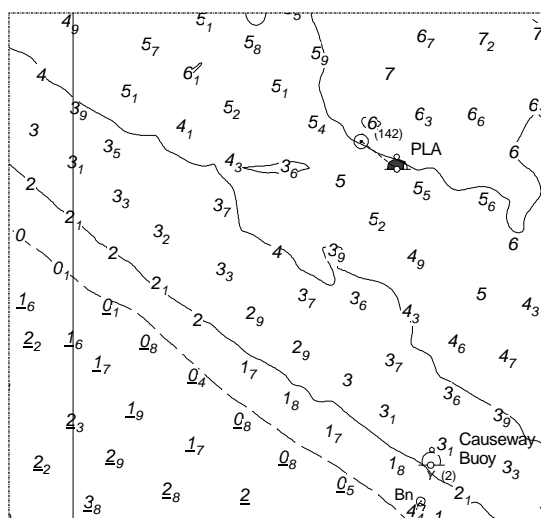 4₉ 5₁ 5₅ 7
5₇ 5₈ 5₉ 6₇ 7₂
4 6₁ 7
5₁ 5₂ 5₁
3₉ 5₄ 6 (142) 6₃ 6₆ 6₅
3 3₅ 4₁
3₁ 4₃ 3₆ PLA 6
2 3₃ 3₇ 5 5₅ 5₆
2₁ 3₂ 5₂
0 2 4 3₉ 4₉ 6
0₁ 2₁ 3₃
1₆ 0₁ 3₇ 3₆ 5 4₃
2 2₉ 4₃
2₂ 1₆ 0₈ 2₉ 4₆ 4₇
1₇ 0₄ 1₇ 3 3₇
1₈ 3₆
2₃ 1₉ 0₈ 1₇ 3₁ 3₉
1₇ 3₁ Causeway
2₂ 2₉ 0₈ 1₈ Buoy 3₃
Y (2)
3₈ 2₈ 2 0₅ Bn 2₁
4₄ 1